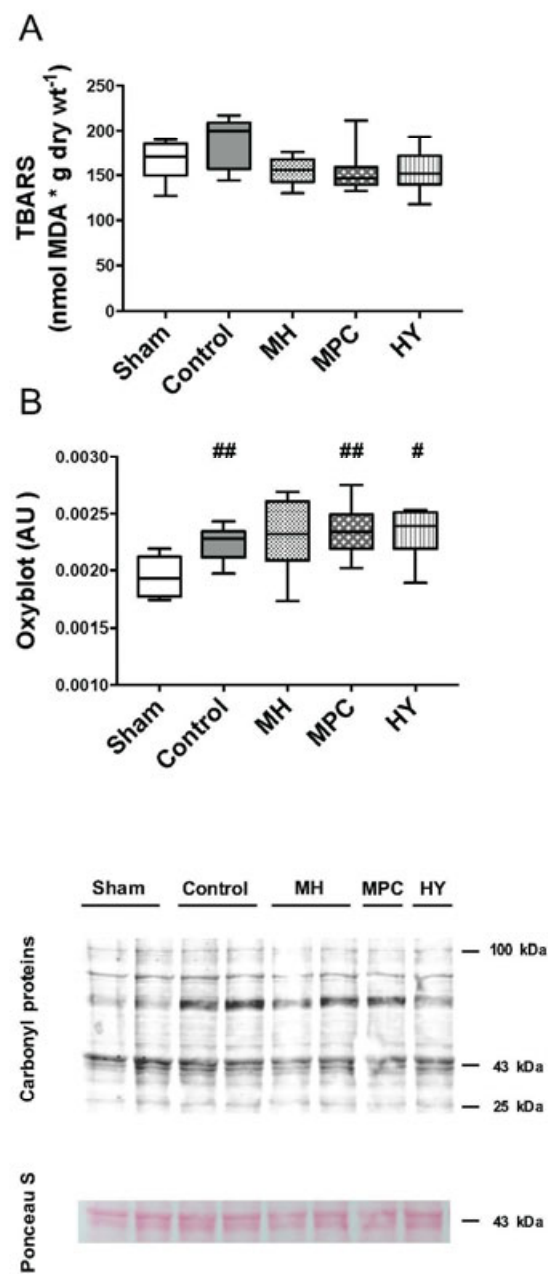 A
TBARS
(nmol MDA * g dry wt-1)
250
200
150
100
50
0
Sham
Control
MH
MPC
HY
B
Oxyblot (AU )
## ## #
0.0030
0.0025
0.0020
0.0015
0.0010
Sham
Control
MH
MPC
HY
Sham Control MH MPC HY
Carbonyl proteins
100 kDa
43 kDa
25 kDa
Ponceau S
43 kDa